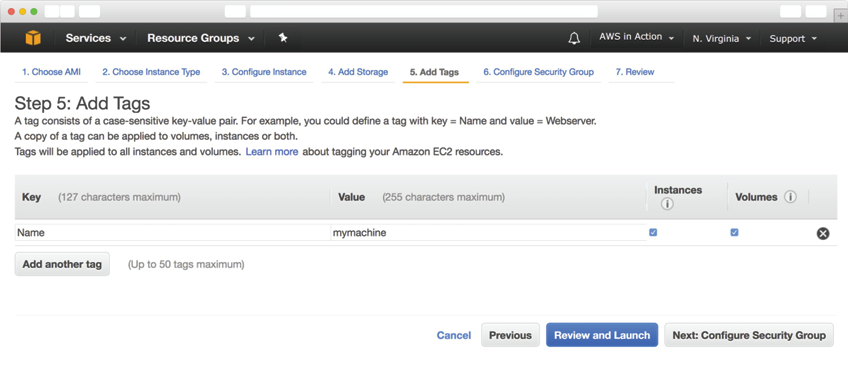 Services Resource Groups AWS in Action N. Virginia Support
1. Choose AMI 2. Choose Instance Type 3. Configure Instance 4. Add Storage 5. Add Tags 6. Configure Security Group 7. Review
Step 5: Add Tags
A tag consists of a case-sensitive key-value pair. For example, you could define a tag with key = Name and value = Webserver.
A copy of a tag can be applied to volumes, instances or both.
Tags will be applied to all instances and volumes. Learn more about tagging your Amazon EC2 resources.
Key (127 characters maximum) Value (255 characters maximum) Instances Volumes
Name mymachine
Add another tag (Up to 50 tags maximum)
Cancel Previous Review and Launch Next: Configure Security Group